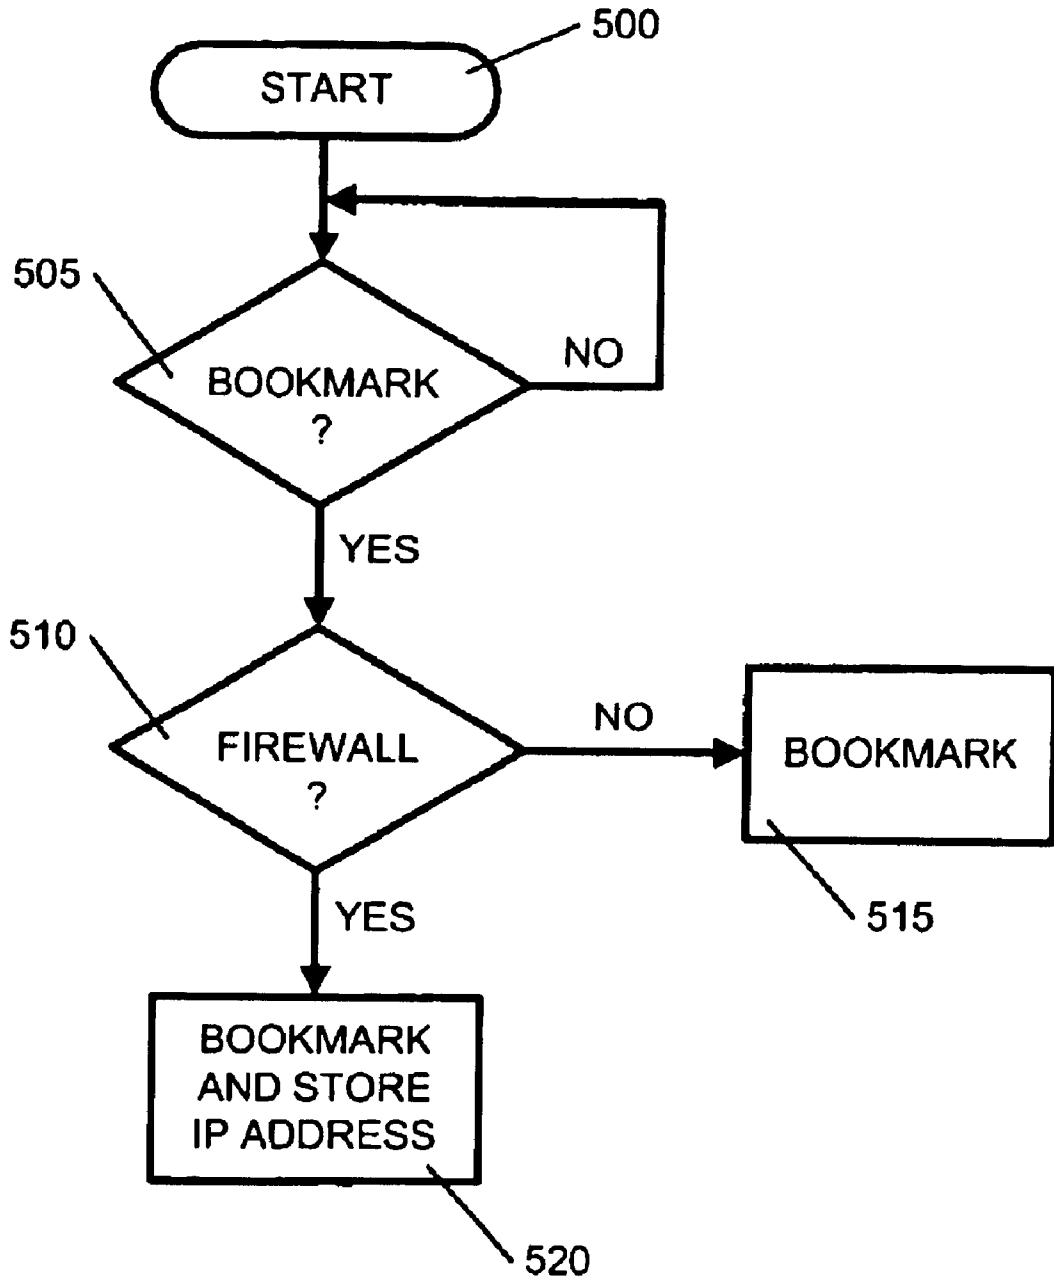 500
START
505
NO
BOOKMARK
?
YES
510
NO
FIREWALL
?
BOOKMARK
515
YES
BOOKMARK
AND STORE
IP ADDRESS
520